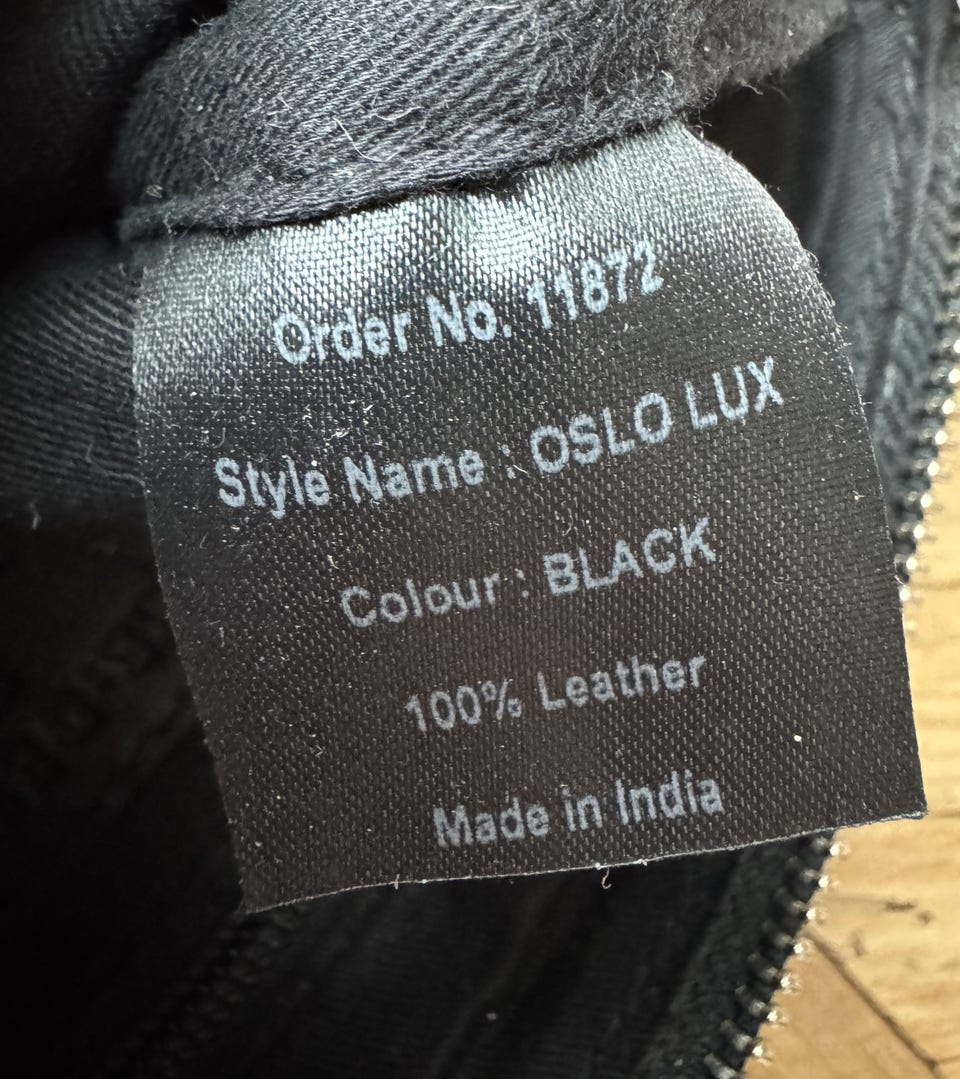 Order No. 11872
Style Name : OSLO LUX
Colour : BLACK
100% Leather
Made in India